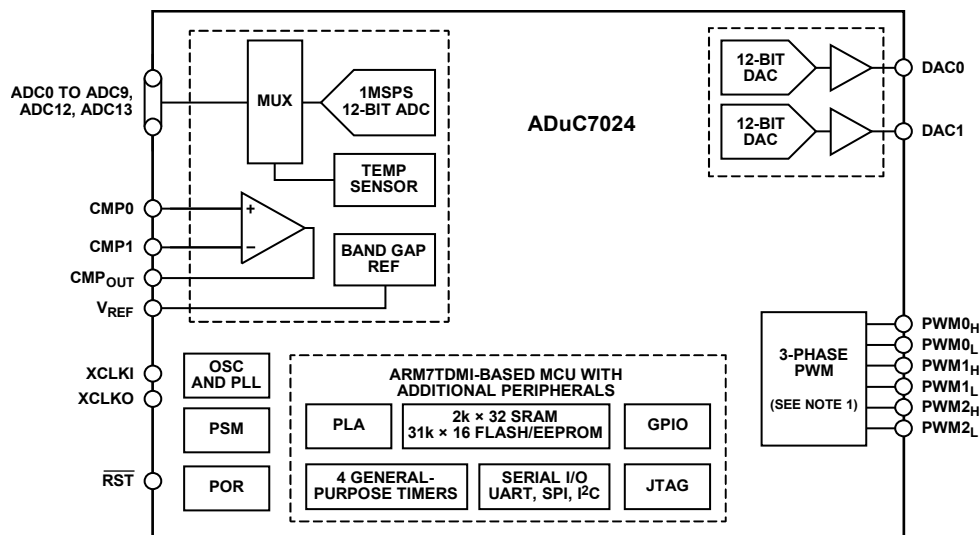 ADuC7024
ADC0 TO ADC9,
ADC12, ADC13
MUX
1MSPS
12-BIT ADC
TEMP
SENSOR
CMP0
+
CMP1
−
CMPOUT
VREF
BAND GAP
REF
12-BIT
DAC
DAC0
12-BIT
DAC
DAC1
XCLKI
XCLKO
OSC
AND PLL
PSM
RST
POR
ARM7TDMI-BASED MCU WITH
ADDITIONAL PERIPHERALS
PLA
2k × 32 SRAM
31k × 16 FLASH/EEPROM
GPIO
4 GENERAL-
PURPOSE TIMERS
SERIAL I/O
UART, SPI, I²C
JTAG
3-PHASE
PWM
(SEE NOTE 1)
PWM0H
PWM0L
PWM1H
PWM1L
PWM2H
PWM2L